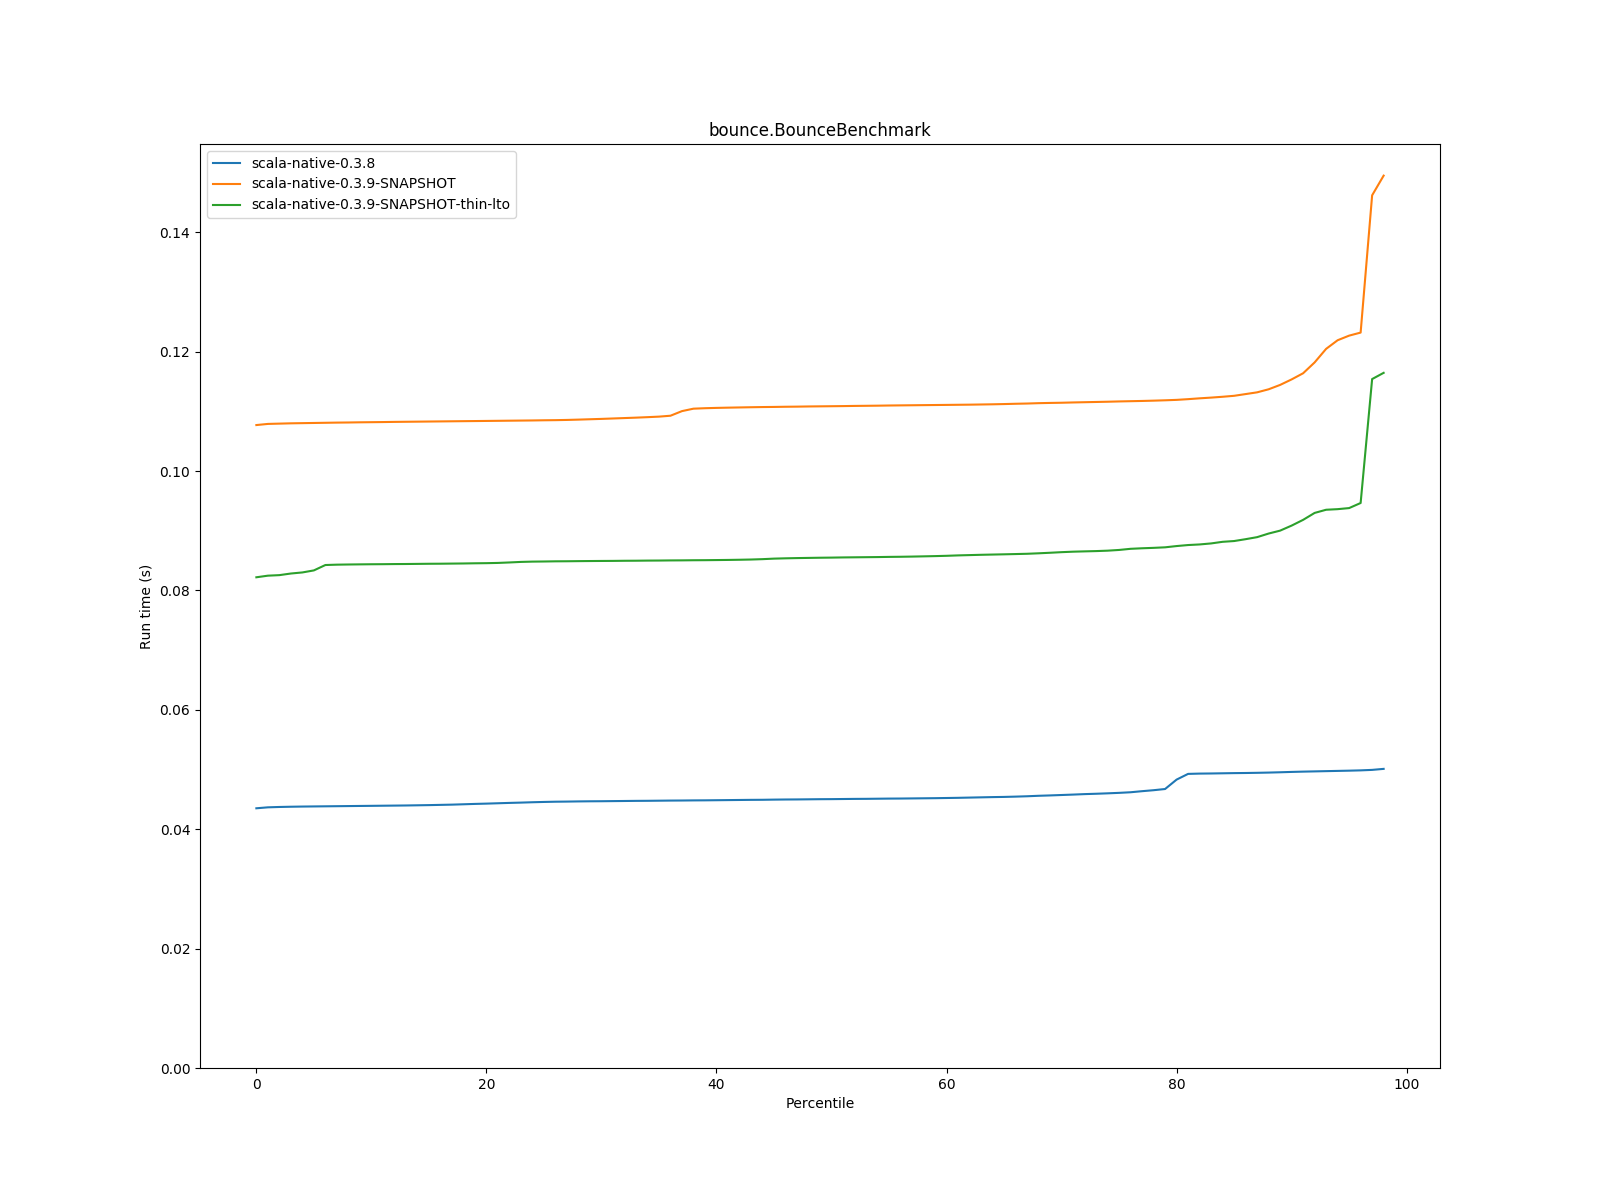 bounce.BounceBenchmark
scala-native-0.3.8
scala-native-0.3.9-SNAPSHOT
scala-native-0.3.9-SNAPSHOT-thin-lto
0.14
0.12
0.10
0.08
0.06
0.04
0.02
0.00
Run time (s)
0 20 40 60 80 100
Percentile